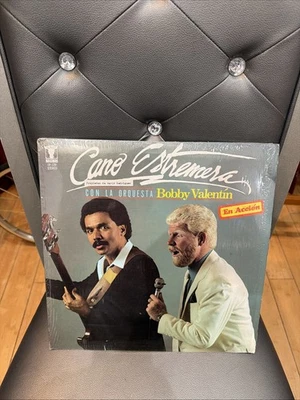 Cano Estremera
CON LA ORQUESTA Bobby Valentin
En Acción